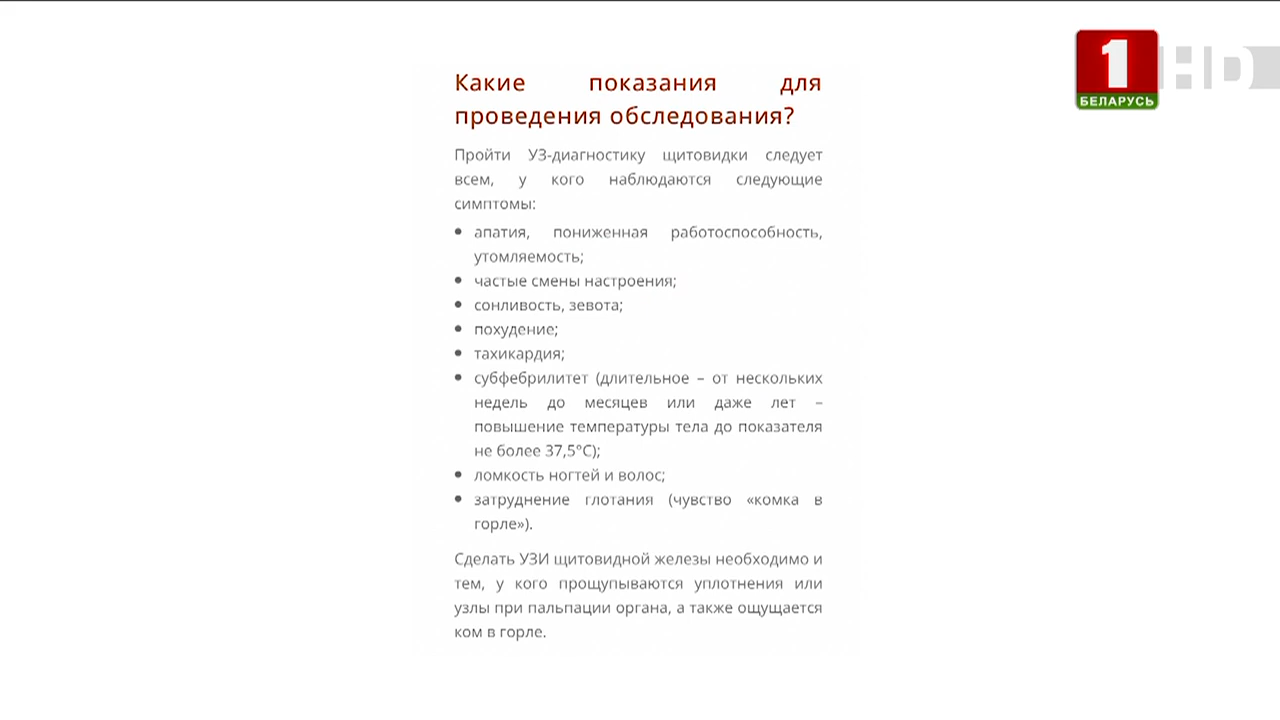 Какие показания для
проведения обследования?
Пройти УЗ-диагностику щитовидки следует
всем, у кого наблюдаются следующие
симптомы:
• апатия, пониженная работоспособность,
утомляемость;
• частые смены настроения;
• сонливость, зевота;
• похудение;
• тахикардия;
• субфебрилитет (длительное – от нескольких
недель до месяцев или даже лет –
повышение температуры тела до показателя
не более 37,5°C);
• ломкость ногтей и волос;
• затруднение глотания (чувство «комка в
горле»).
Сделать УЗИ щитовидной железы необходимо и
тем, у кого прощупываются уплотнения или
узлы при пальпации органа, а также ощущается
ком в горле.
1 HD
БЕЛАРУСЬ